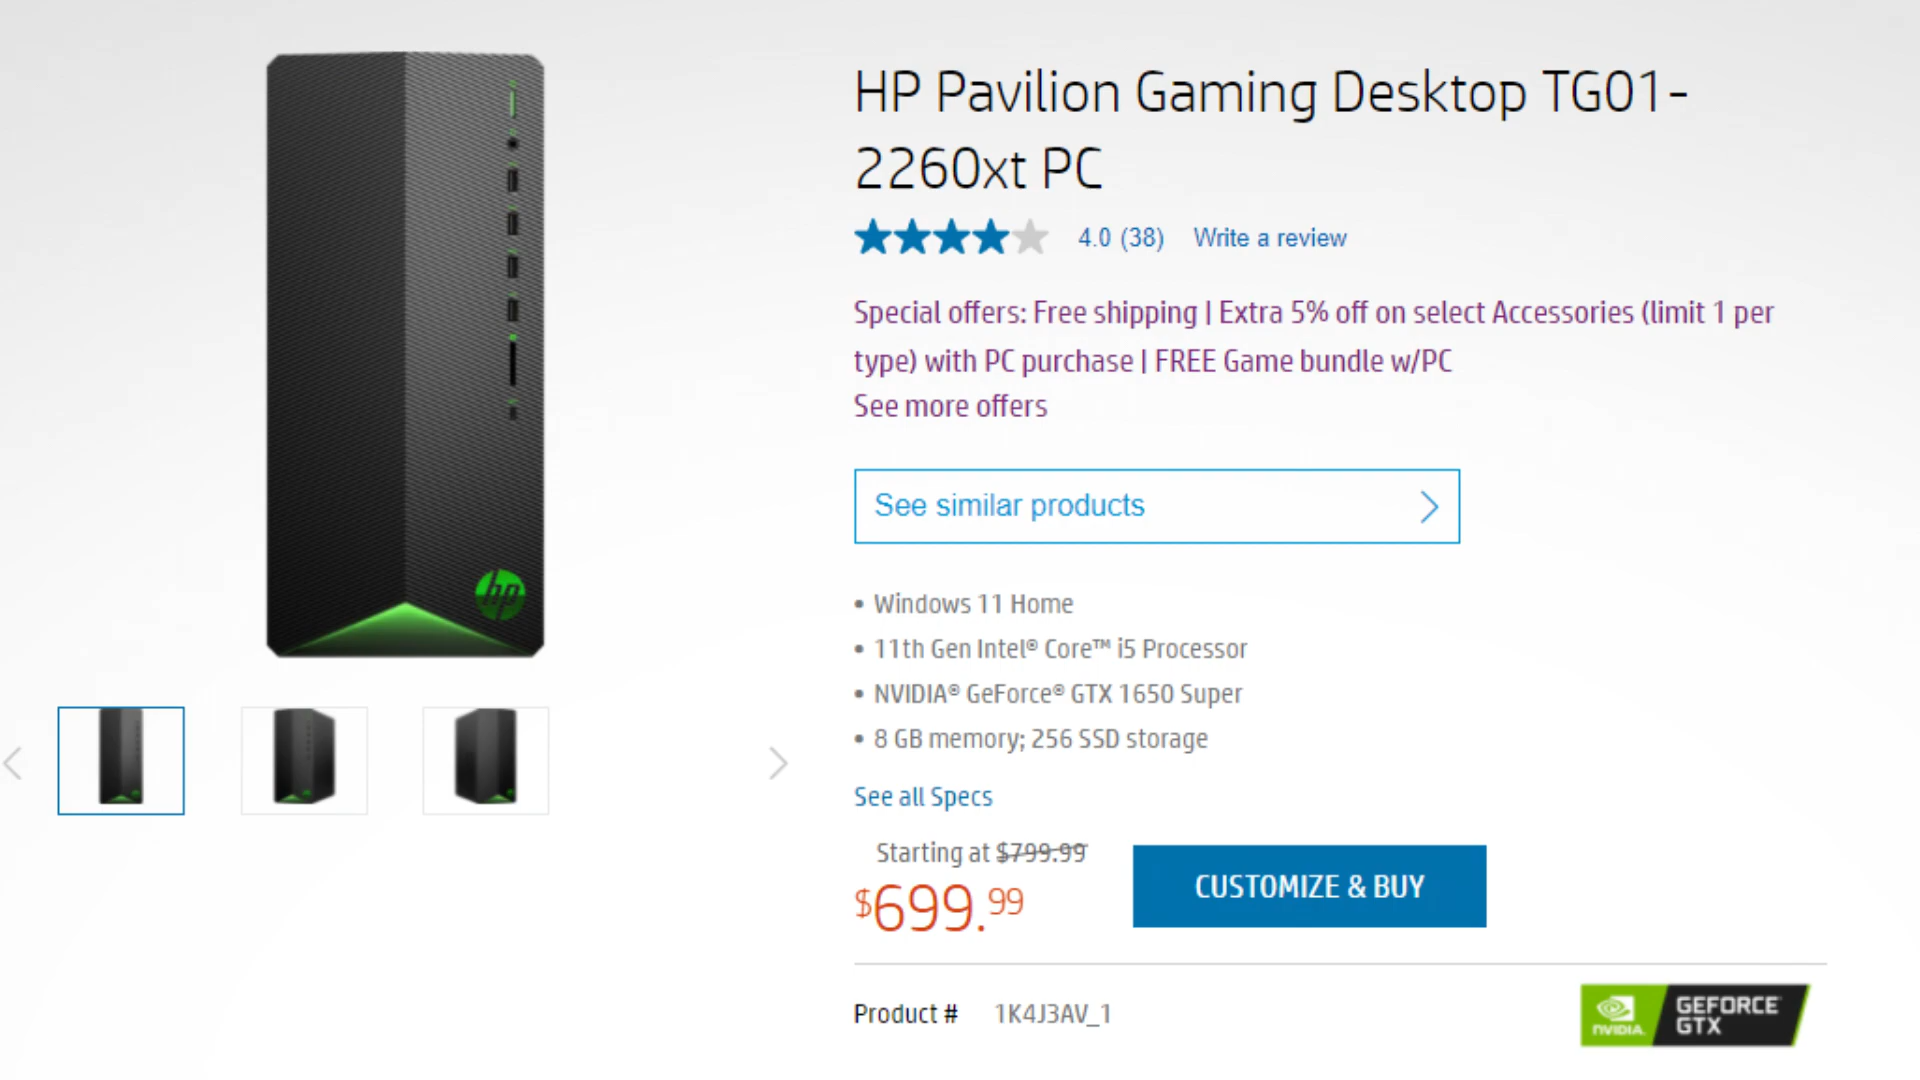 HP Pavilion Gaming Desktop TG01-
2260xt PC
4.0 (38) Write a review
Special offers: Free shipping | Extra 5% off on select Accessories (limit 1 per
type) with PC purchase | FREE Game bundle w/PC
See more offers
See similar products
• Windows 11 Home
• 11th Gen Intel® Core™ i5 Processor
• NVIDIA® GeForce® GTX 1650 Super
• 8 GB memory; 256 SSD storage
See all Specs
Starting at $799.99
$699.99
CUSTOMIZE & BUY
Product # 1K4J3AV_1
hp
NVIDIA.
GEFORCE
GTX